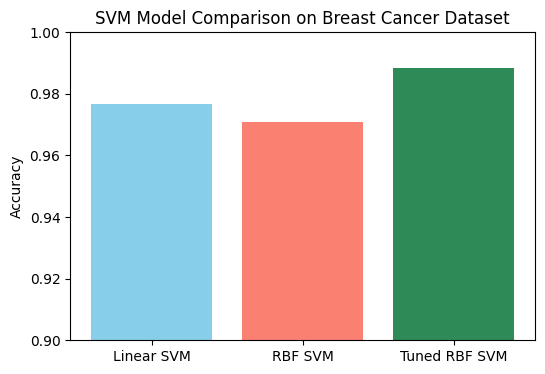 SVM Model Comparison on Breast Cancer Dataset
1.00
0.98
0.96
0.94
0.92
0.90
Accuracy
Linear SVM
RBF SVM
Tuned RBF SVM